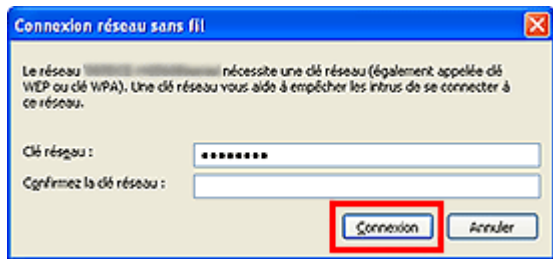 Connexion réseau sans fil
Le réseau nécessite une clé réseau (également appelée clé
WEP ou clé WPA). Une clé réseau vous aide à empêcher les intrus de se connecter à
ce réseau.
Clé réseau : ••••••••
Confirmez la clé réseau :
Connexion Annuler